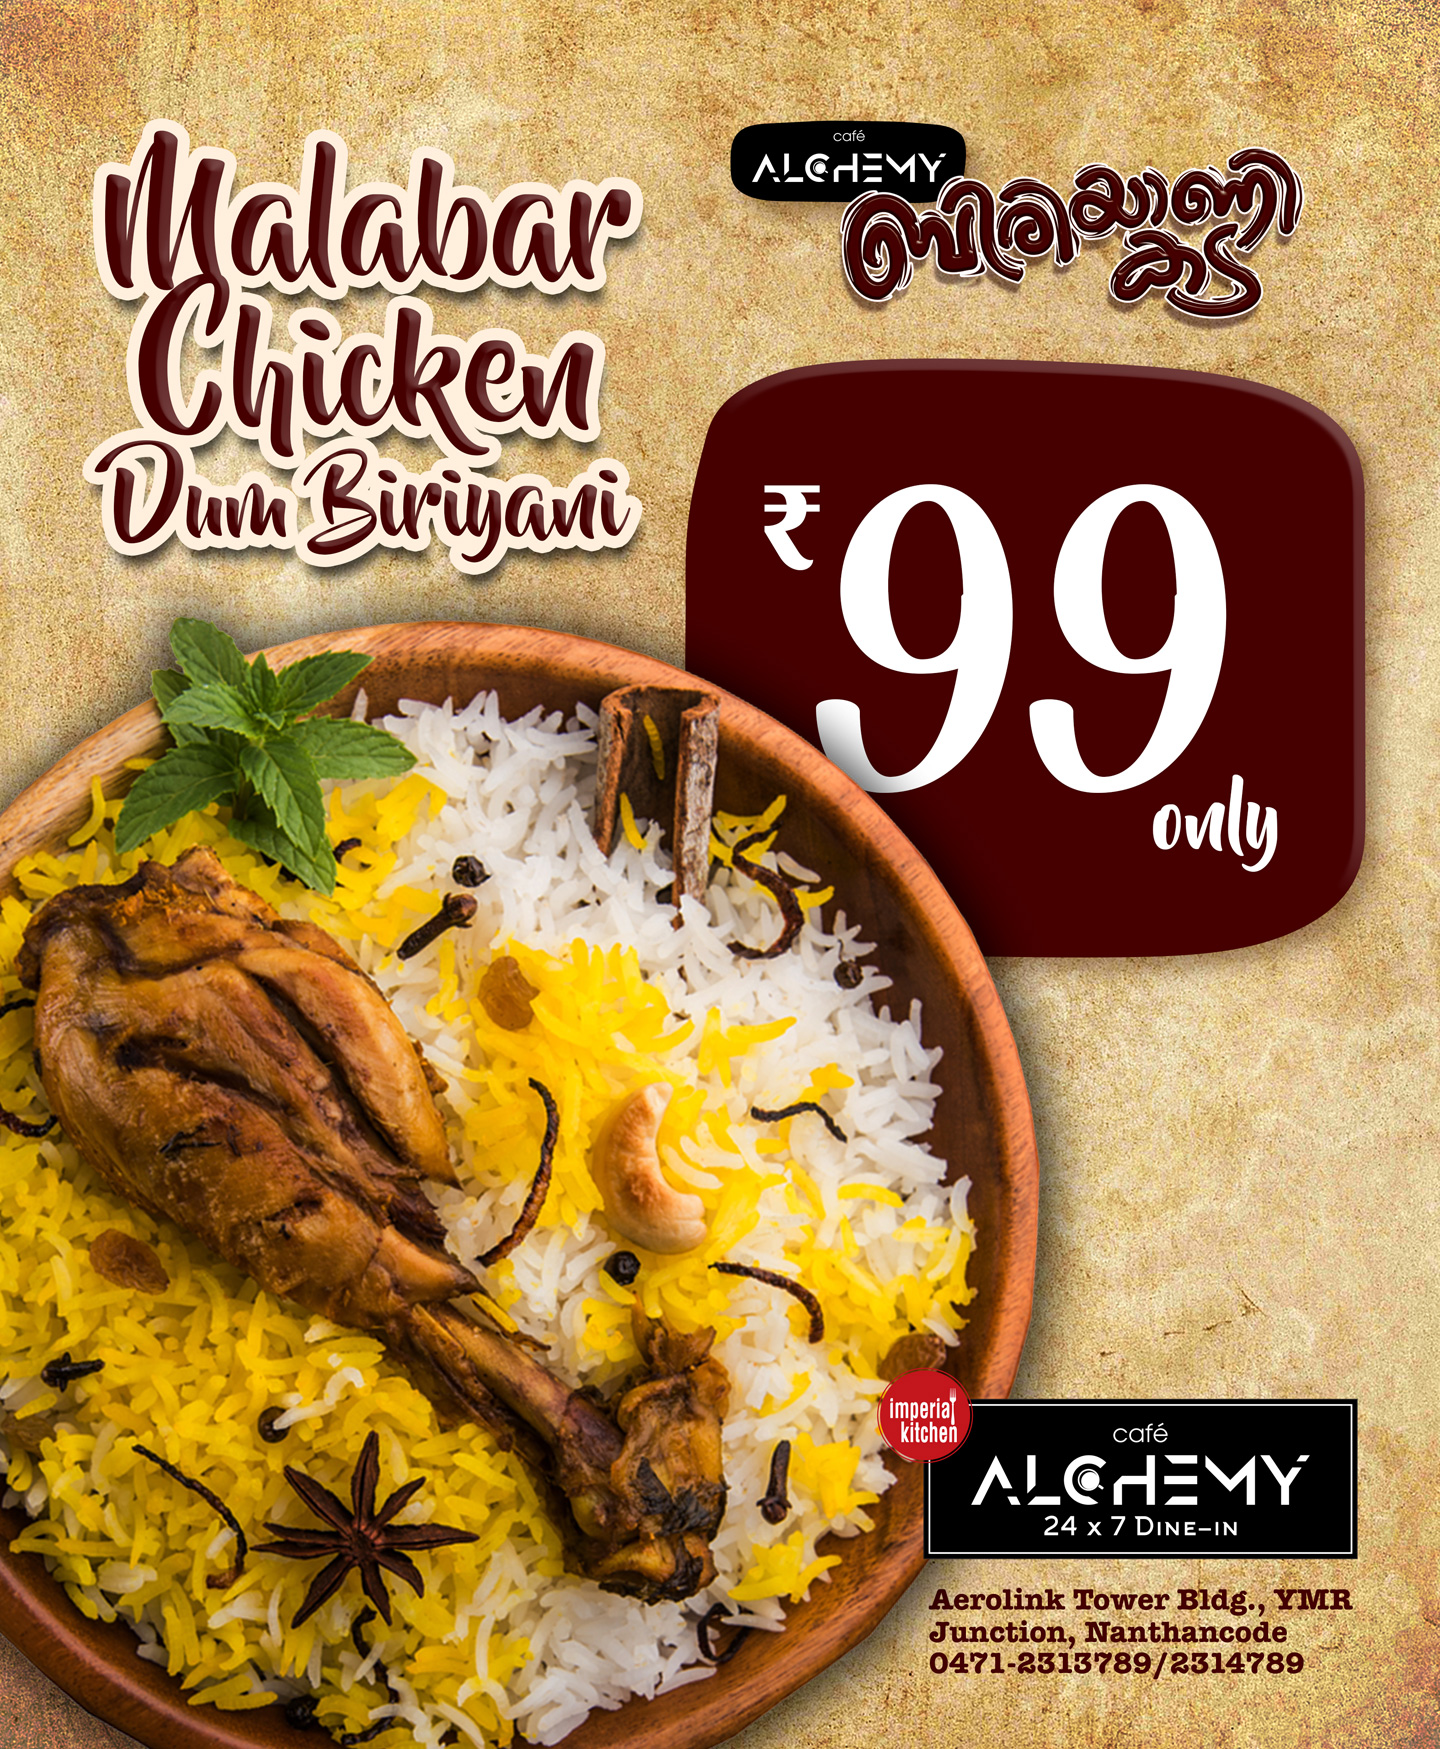 Malabar
Chicken
Dum Biriyani
café
ALCHEMY
ബിരിയാണി
കട
₹99
only
imperial
kitchen
café
ALCHEMY
24 x 7 DINE-IN
Aerolink Tower Bldg., YMR
Junction, Nanthancode
0471-2313789/2314789